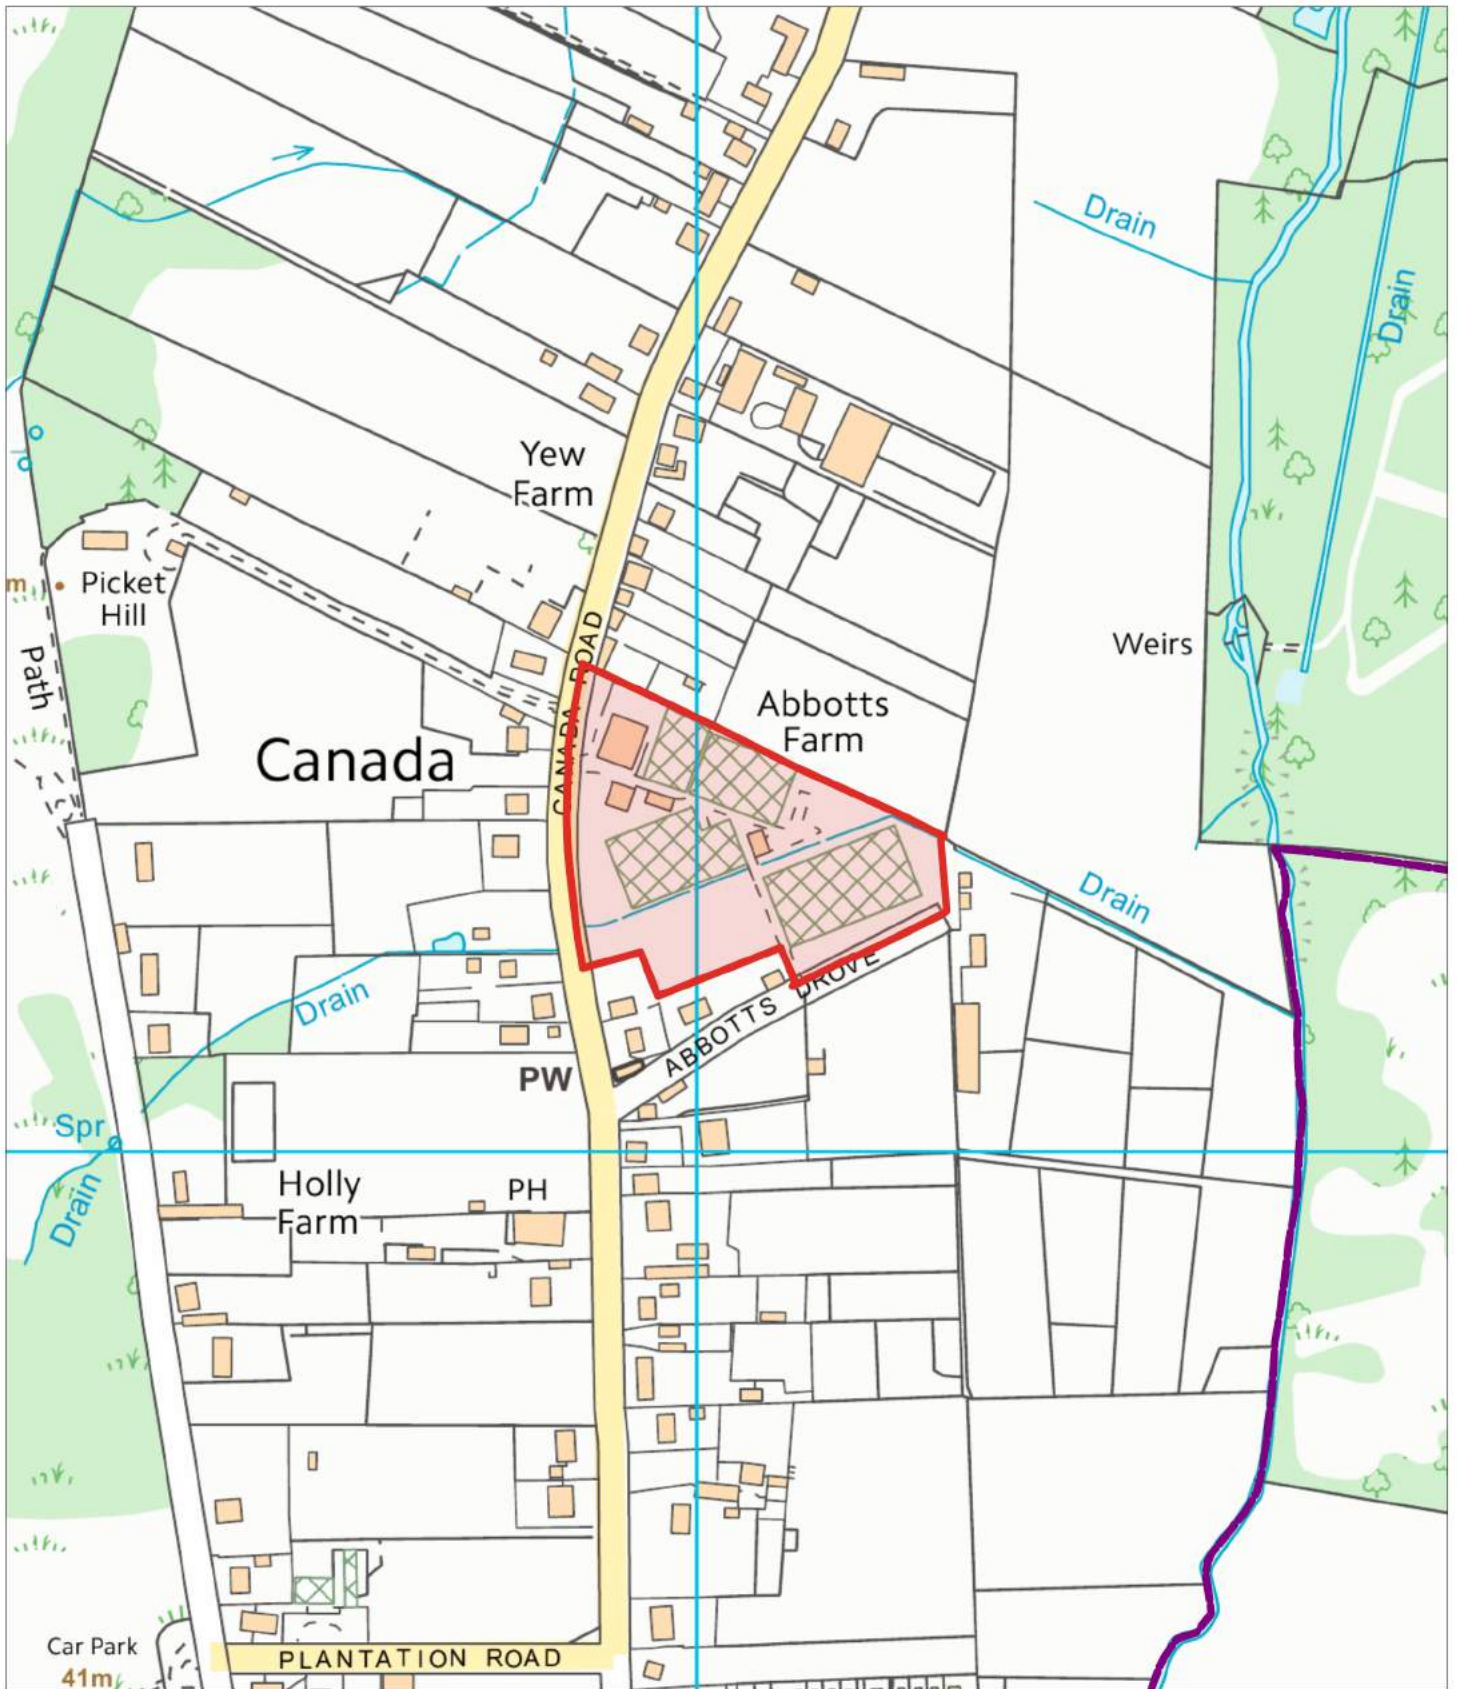 Drain
Drain
Yew
Farm
m
Picket
Hill
Path
CANADA ROAD
Weirs
Abbotts
Farm
Canada
Drain
Drain
ABBOTTS DROVE
PW
Spr
Drain
Holly
Farm
PH
Car Park
41m
PLANTATION ROAD